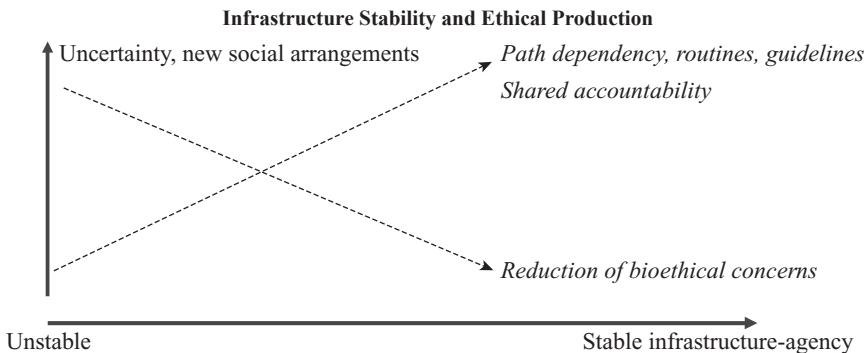 Infrastructure Stability and Ethical Production
Uncertainty, new social arrangements
Path dependency, routines, guidelines
Shared accountability
Reduction of bioethical concerns
Unstable
Stable infrastructure-agency